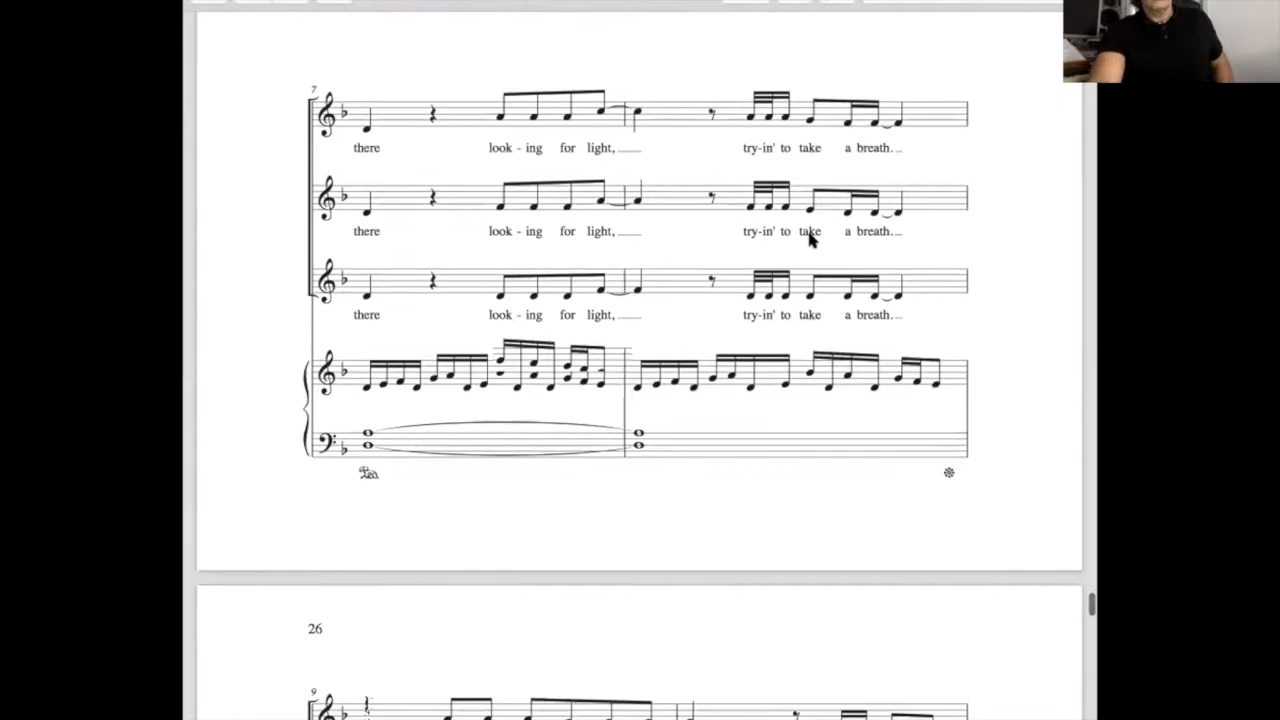 7
there look - ing for light, try-in' to take a breath.
there look - ing for light, try-in' to take a breath.
there look - ing for light, try-in' to take a breath.
Ped.
26
9